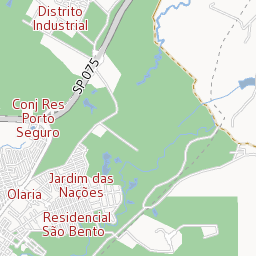 Distrito
Industrial
SP 075
Conj Res
Porto
Seguro
Jardim das
Nações
Olaria
Residencial
São Bento